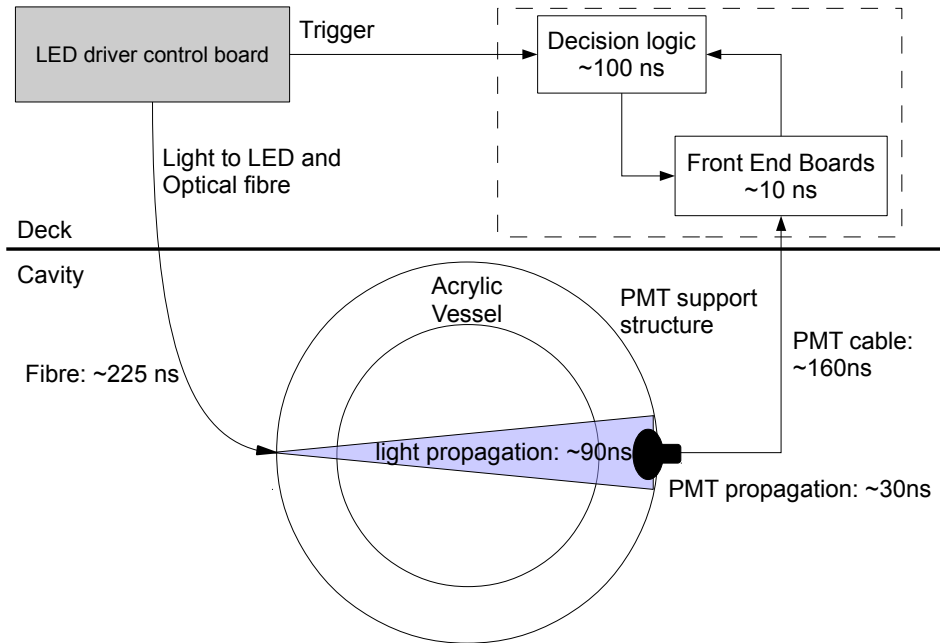 LED driver control board
Trigger
Decision logic
~100 ns
Light to LED and
Optical fibre
Front End Boards
~10 ns
Deck
Cavity
Acrylic
Vessel
PMT support
structure
PMT cable:
~160ns
Fibre: ~225 ns
light propagation: ~90ns
PMT propagation: ~30ns